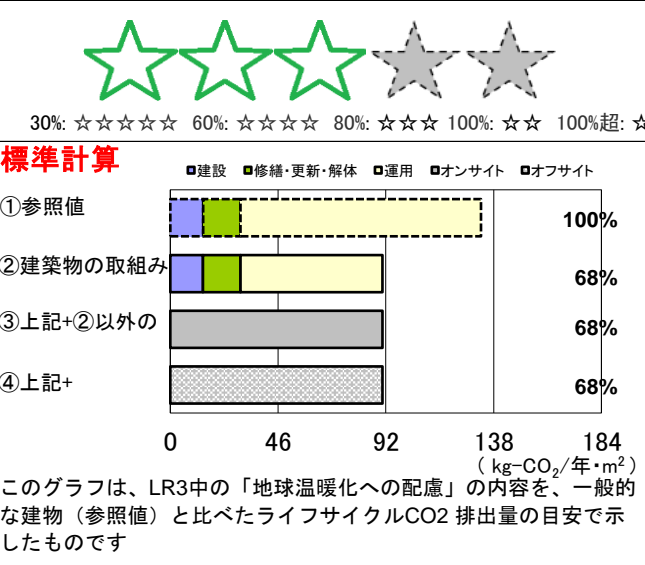 30%: ☆☆☆☆☆ 60%: ☆☆☆☆ 80%: ☆☆☆ 100%: ☆☆ 100%超: ☆
標準計算
■建設 ■修繕・更新・解体 □運用 ■オンサイト ■オフサイト
①参照値 100%
②建築物の取組み 68%
③上記+②以外の 68%
④上記+ 68%
0 46 92 138 184
( kg-CO2/年・m2 )
このグラフは、LR3中の「地球温暖化への配慮」の内容を、一般的
な建物（参照値）と比べたライフサイクルCO2 排出量の目安で示
したものです